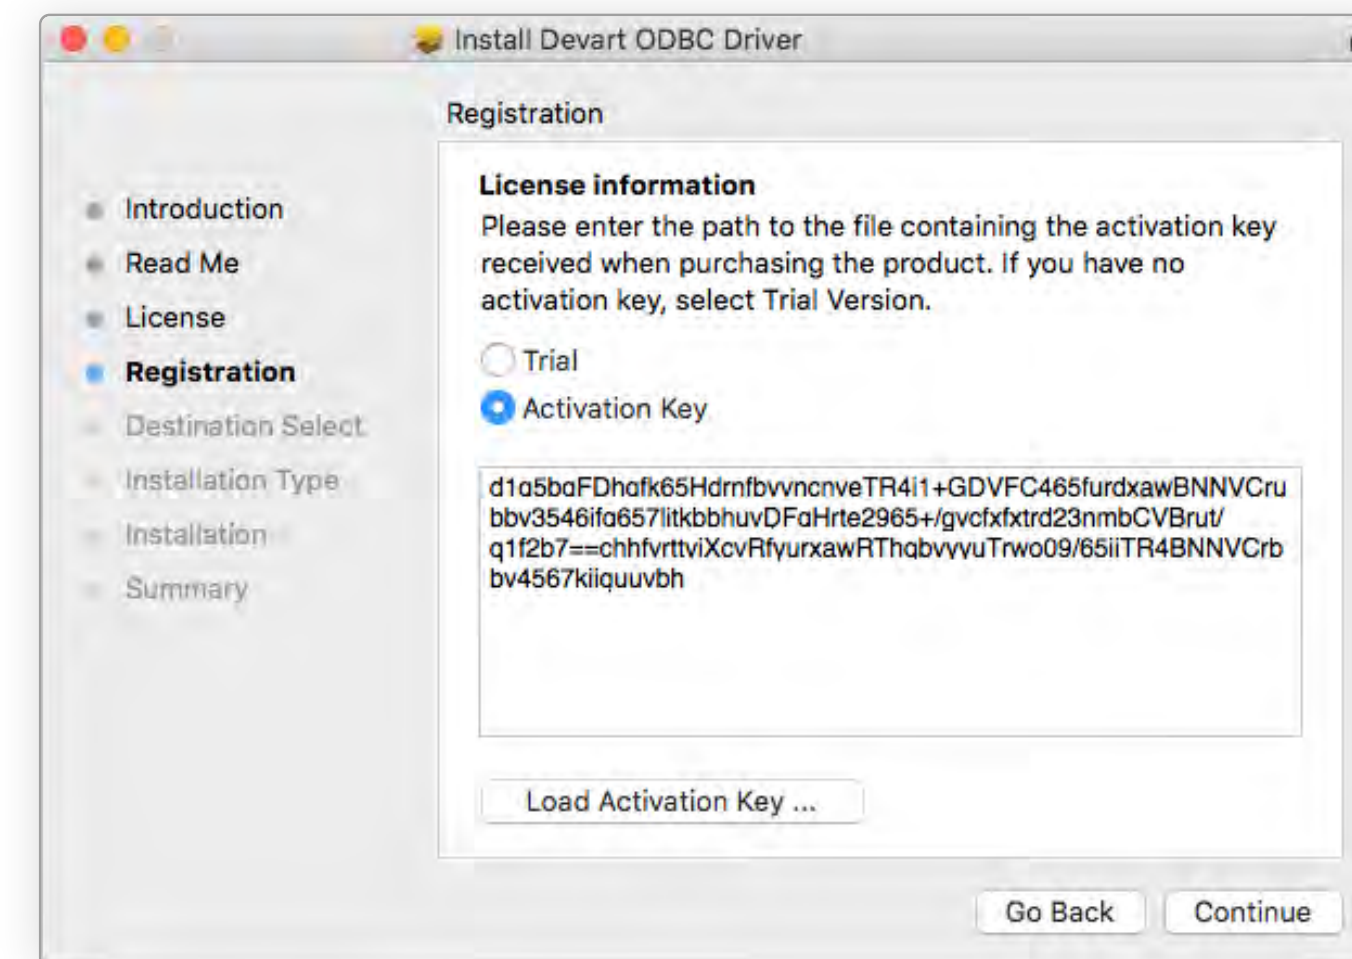 Install Devart ODBC Driver
Registration
Introduction
Read Me
License
Registration
Destination Select
Installation Type
Installation
Summary
License information
Please enter the path to the file containing the activation key
received when purchasing the product. If you have no
activation key, select Trial Version.
Trial
Activation Key
d1g5bgFDhgfk65HdrnfbvvncnveTR4i1+GDVFC465furdxawBNNVCru
bbv3546ifg657litkbbhuvDFgHrte2965+/gvcfxfxtrd23nmbCVBrut/
q1f2b7==chhfvrttviXcvRfyurxawRThgbvyyuTrwo09/65iiTR4BNNVCrb
bv4567kiiquuvbh
Load Activation Key ...
Go Back
Continue